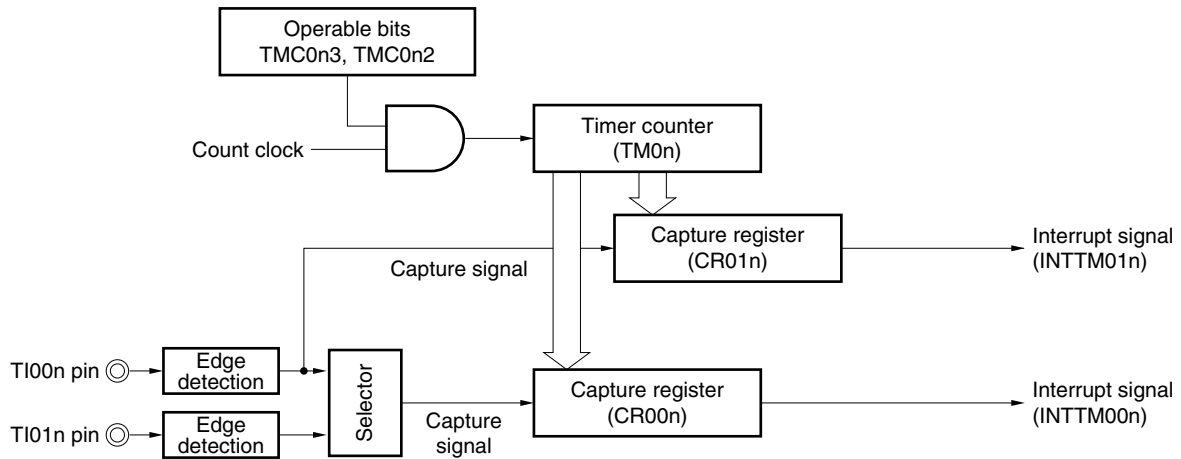 Operable bits
TMC0n3, TMC0n2
Count clock
Timer counter
(TM0n)
Capture register
(CR01n)
Interrupt signal
(INTTM01n)
Capture signal
TI00n pin
Edge
detection
Selector
Capture register
(CR00n)
Interrupt signal
(INTTM00n)
TI01n pin
Edge
detection
Capture
signal